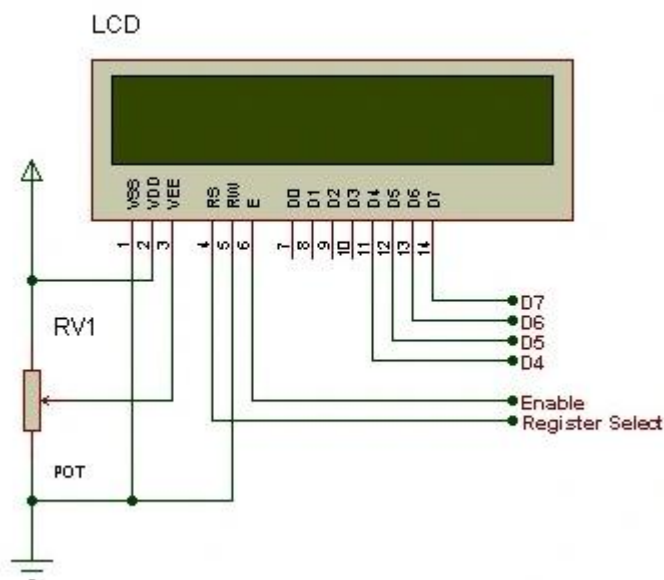 LCD
VSS VDD VEE RS RW E D0 D1 D2 D3 D4 D5 D6 D7
1 2 3 4 5 6 7 8 9 10 11 12 13 14
D7
RV1
D6
D5
D4
Enable
Register Select
POT